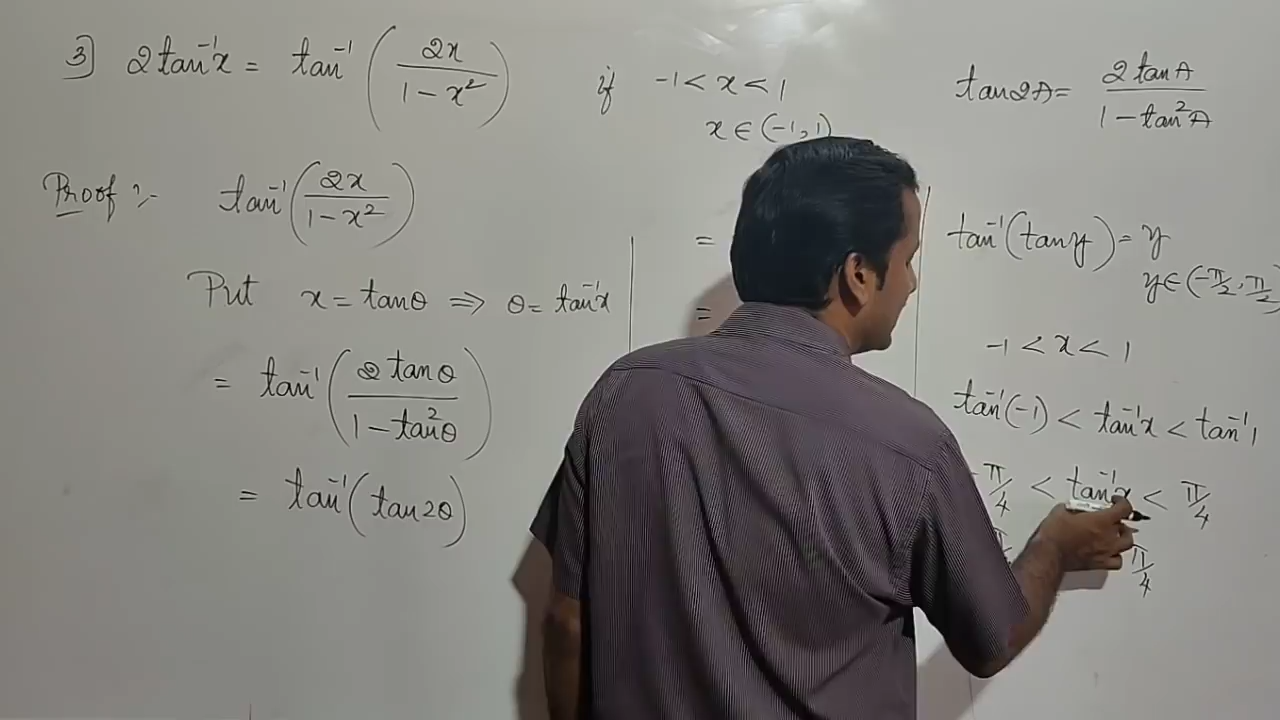 3] 2tan⁻¹x = tan⁻¹(2x/(1-x²)) if -1 < x < 1
x ∈ (-1, 1)
Proof :- tan⁻¹(2x/(1-x²))
Put x = tanθ ⇒ θ = tan⁻¹x
= tan⁻¹(2 tanθ/(1-tan²θ))
= tan⁻¹(tan2θ)
=
=
tan2A = 2 tanA/(1-tan²A)
tan⁻¹(tany) = y
y ∈ (-π/2, π/2)
-1 < x < 1
tan⁻¹(-1) < tan⁻¹x < tan⁻¹1
-π/4 < tan⁻¹x < π/4
π/4